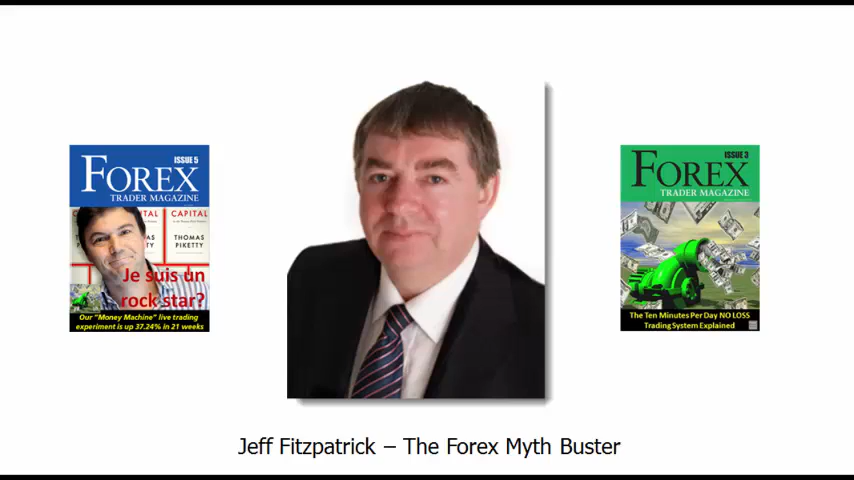 ISSUE 5
FOREX
TRADER MAGAZINE
CAPITAL
THOMAS
PIKETTY
Je suis un
rock star?
Our “Money Machine” live trading
experiment is up 37.24% in 21 weeks
ISSUE 3
FOREX
TRADER MAGAZINE
The Ten Minutes Per Day NO LOSS
Trading System Explained
Jeff Fitzpatrick – The Forex Myth Buster